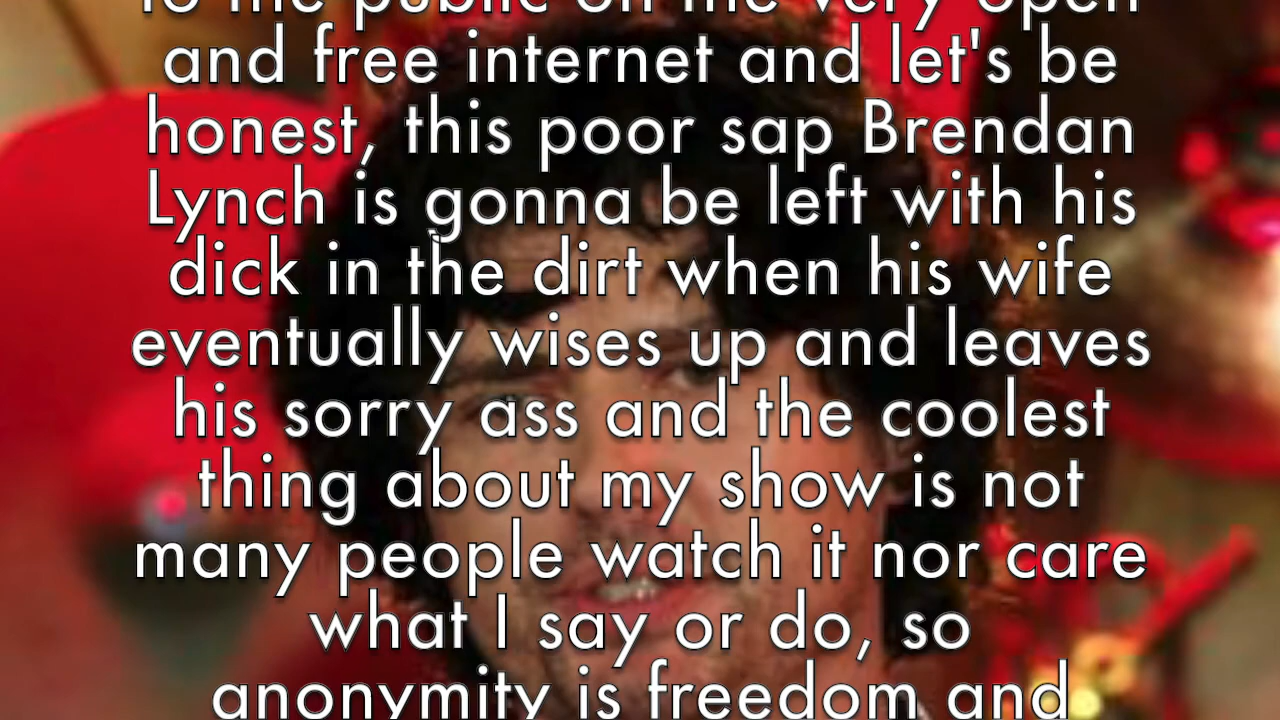 to the public on the very open
and free internet and let's be
honest, this poor sap Brendan
Lynch is gonna be left with his
dick in the dirt when his wife
eventually wises up and leaves
his sorry ass and the coolest
thing about my show is not
many people watch it nor care
what I say or do, so
anonymity is freedom and